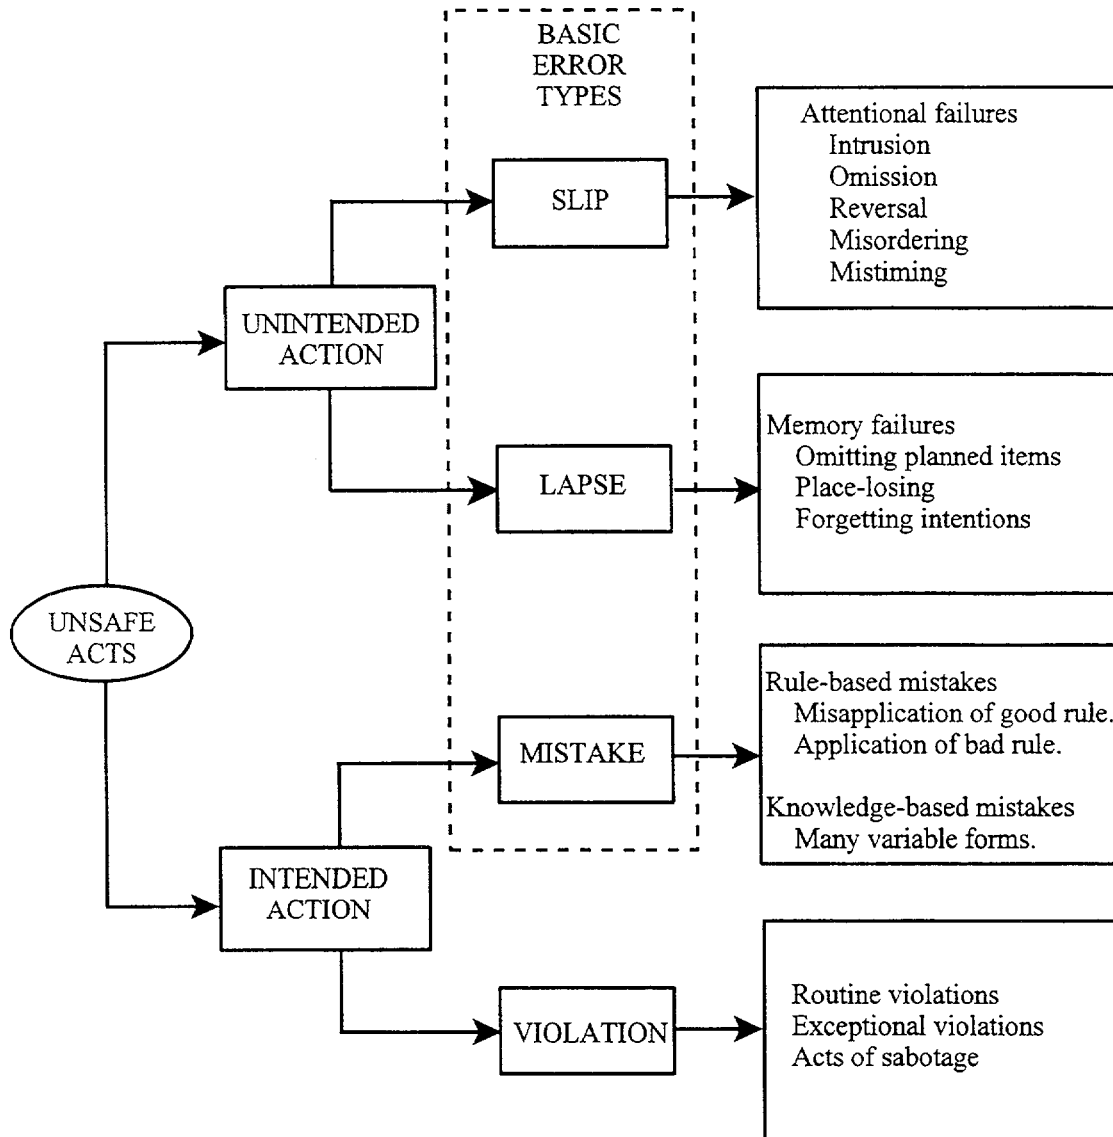 BASIC
ERROR
TYPES
Attentional failures
Intrusion
Omission
Reversal
Misordering
Mistiming
SLIP
UNINTENDED
ACTION
Memory failures
Omitting planned items
Place-losing
Forgetting intentions
LAPSE
UNSAFE
ACTS
Rule-based mistakes
Misapplication of good rule.
Application of bad rule.
Knowledge-based mistakes
Many variable forms.
MISTAKE
INTENDED
ACTION
Routine violations
Exceptional violations
Acts of sabotage
VIOLATION